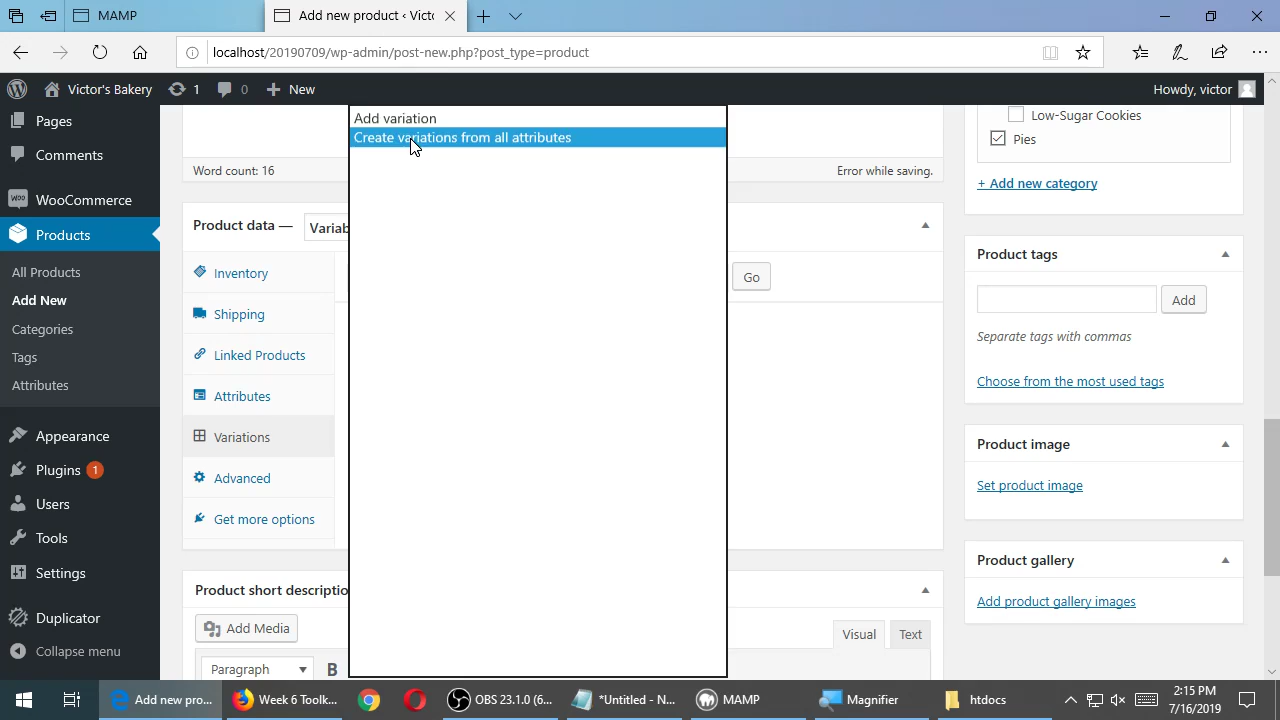 MAMP
Add new product ‹ Victo
localhost/20190709/wp-admin/post-new.php?post_type=product
Victor's Bakery
1
0
New
Howdy, victor
Pages
Comments
WooCommerce
Products
All Products
Add New
Categories
Tags
Attributes
Appearance
Plugins 1
Users
Tools
Settings
Duplicator
Collapse menu
Word count: 16
Error while saving.
Product data —
Variab
Add variation
Create variations from all attributes
Go
Inventory
Shipping
Linked Products
Attributes
Variations
Advanced
Get more options
Product short descriptio
Add Media
Visual
Text
Paragraph
B
Low-Sugar Cookies
Pies
+ Add new category
Product tags
Add
Separate tags with commas
Choose from the most used tags
Product image
Set product image
Product gallery
Add product gallery images
Add new pro...
Week 6 Toolk...
OBS 23.1.0 (6...
*Untitled - N...
MAMP
Magnifier
htdocs
2:15 PM
7/16/2019